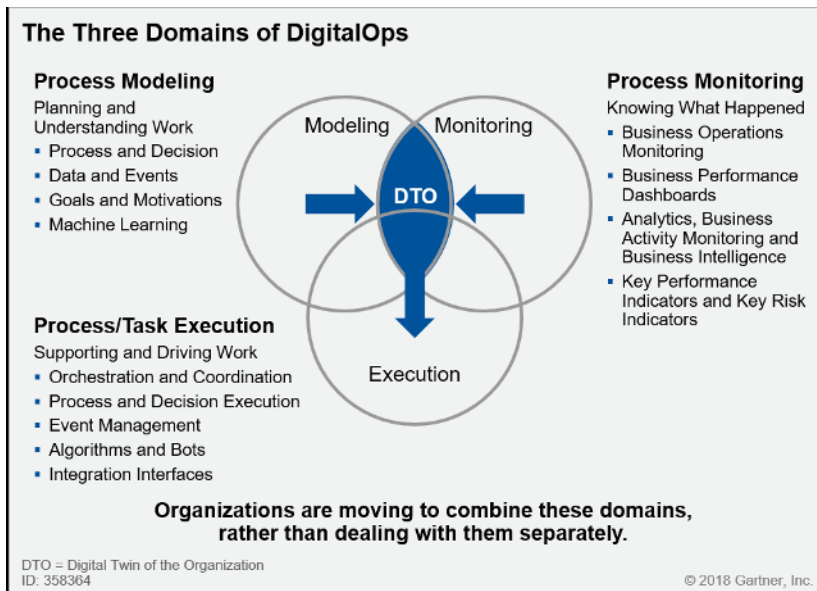 The Three Domains of DigitalOps
Process Modeling
Planning and
Understanding Work
▪ Process and Decision
▪ Data and Events
▪ Goals and Motivations
▪ Machine Learning
Modeling
Monitoring
DTO
Execution
Process Monitoring
Knowing What Happened
▪ Business Operations
Monitoring
▪ Business Performance
Dashboards
▪ Analytics, Business
Activity Monitoring and
Business Intelligence
▪ Key Performance
Indicators and Key Risk
Indicators
Process/Task Execution
Supporting and Driving Work
▪ Orchestration and Coordination
▪ Process and Decision Execution
▪ Event Management
▪ Algorithms and Bots
▪ Integration Interfaces
Organizations are moving to combine these domains,
rather than dealing with them separately.
DTO = Digital Twin of the Organization
ID: 358364
© 2018 Gartner, Inc.